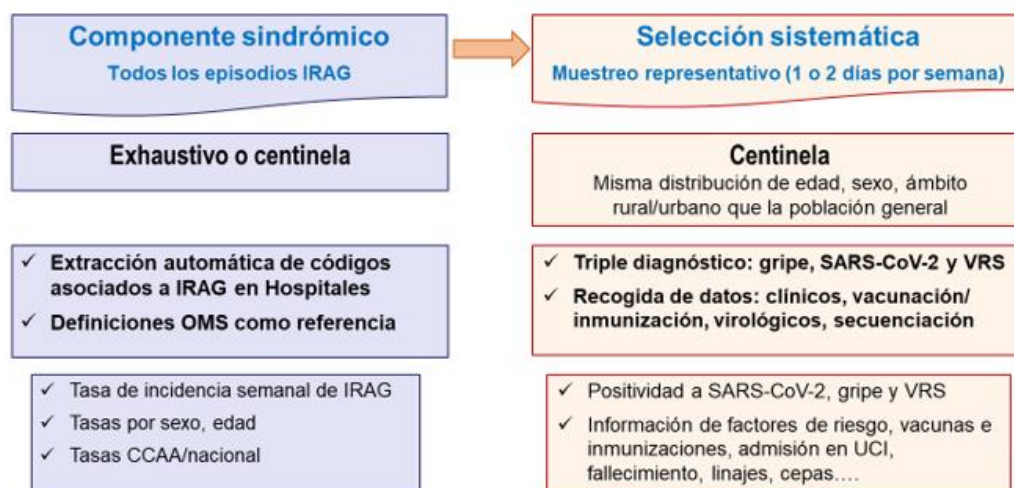 Componente sindrómico
Todos los episodios IRAG
Exhaustivo o centinela
✓ Extracción automática de códigos
asociados a IRAG en Hospitales
✓ Definiciones OMS como referencia
✓ Tasa de incidencia semanal de IRAG
✓ Tasas por sexo, edad
✓ Tasas CCAA/nacional
Selección sistemática
Muestreo representativo (1 o 2 días por semana)
Centinela
Misma distribución de edad, sexo, ámbito
rural/urbano que la población general
✓ Triple diagnóstico: gripe, SARS-CoV-2 y VRS
✓ Recogida de datos: clínicos, vacunación/
inmunización, virológicos, secuenciación
✓ Positividad a SARS-CoV-2, gripe y VRS
✓ Información de factores de riesgo, vacunas e
inmunizaciones, admisión en UCI,
fallecimiento, linajes, cepas….